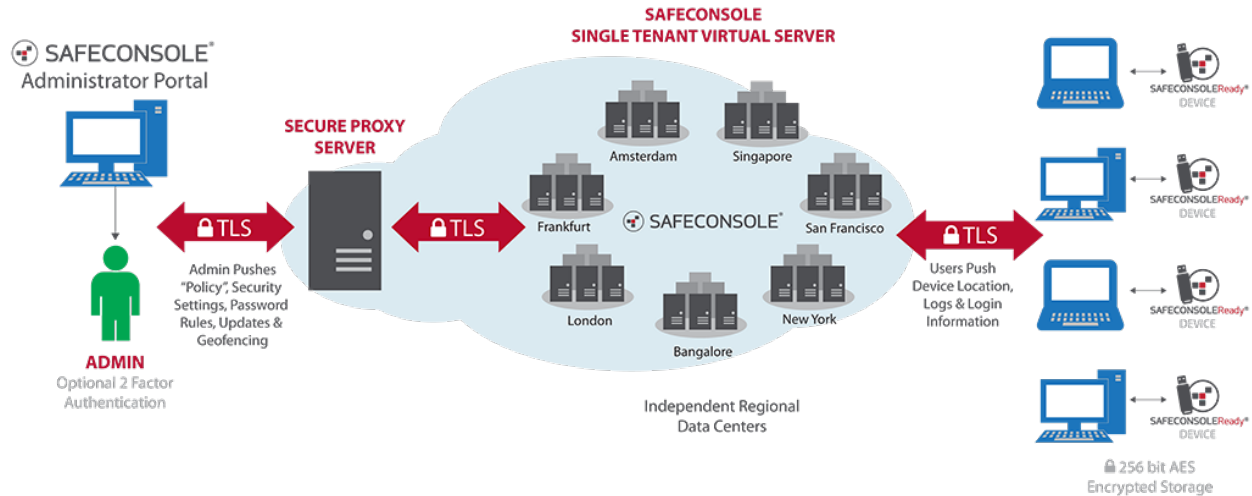 SAFECONSOLE®
Administrator Portal
ADMIN
Optional 2 Factor
Authentication
TLS
Admin Pushes
“Policy”, Security
Settings, Password
Rules, Updates &
Geofencing
SECURE PROXY
SERVER
TLS
SAFECONSOLE
SINGLE TENANT VIRTUAL SERVER
Amsterdam
Singapore
Frankfurt
SAFECONSOLE®
San Francisco
London
New York
Bangalore
Independent Regional
Data Centers
TLS
Users Push
Device Location,
Logs & Login
Information
SAFECONSOLEReady®
DEVICE
SAFECONSOLEReady®
DEVICE
SAFECONSOLEReady®
DEVICE
SAFECONSOLEReady®
DEVICE
256 bit AES
Encrypted Storage